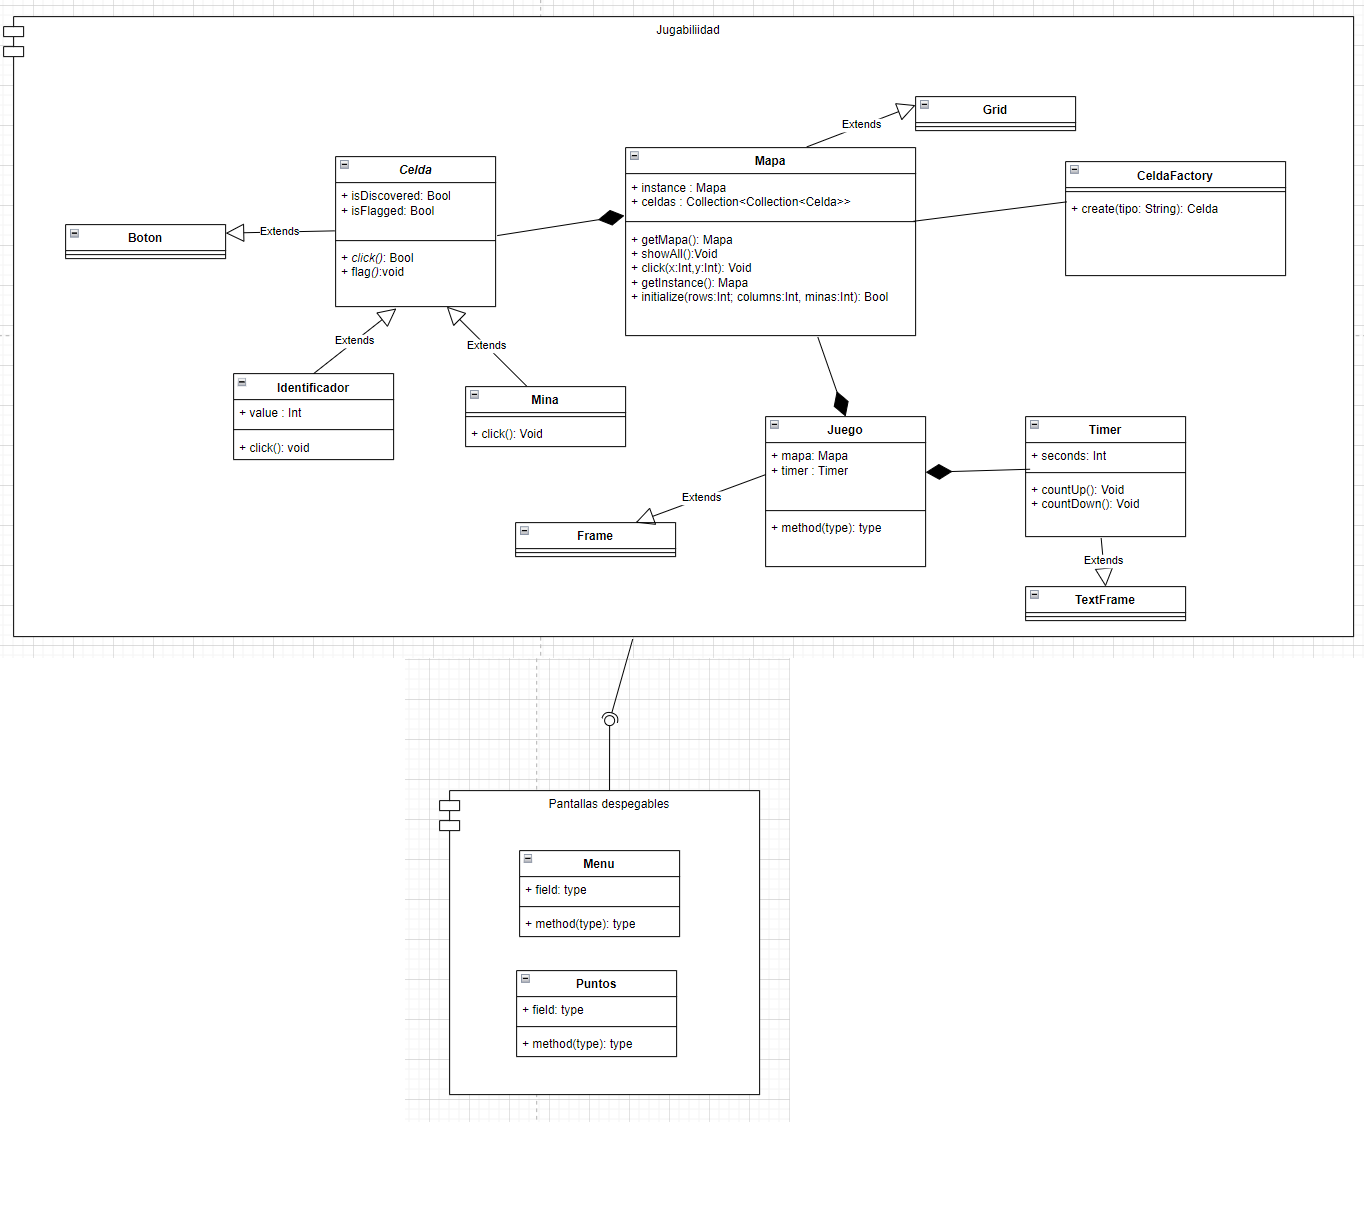 Jugabiliidad
Extends
Grid
Celda
+ isDiscovered: Bool
+ isFlagged: Bool
+ click(): Bool
+ flag():void
Mapa
+ instance : Mapa
+ celdas : Collection<Collection<Celda>>
+ getMapa(): Mapa
+ showAll():Void
+ click(x:Int,y:Int): Void
+ getInstance(): Mapa
+ initialize(rows:Int; columns:Int, minas:Int): Bool
CeldaFactory
+ create(tipo: String): Celda
Boton
Extends
Extends
Extends
Identificador
+ value : Int
+ click(): void
Mina
+ click(): Void
Juego
+ mapa: Mapa
+ timer : Timer
+ method(type): type
Timer
+ seconds: Int
+ countUp(): Void
+ countDown(): Void
Extends
Frame
Extends
TextFrame
Pantallas despegables
Menu
+ field: type
+ method(type): type
Puntos
+ field: type
+ method(type): type